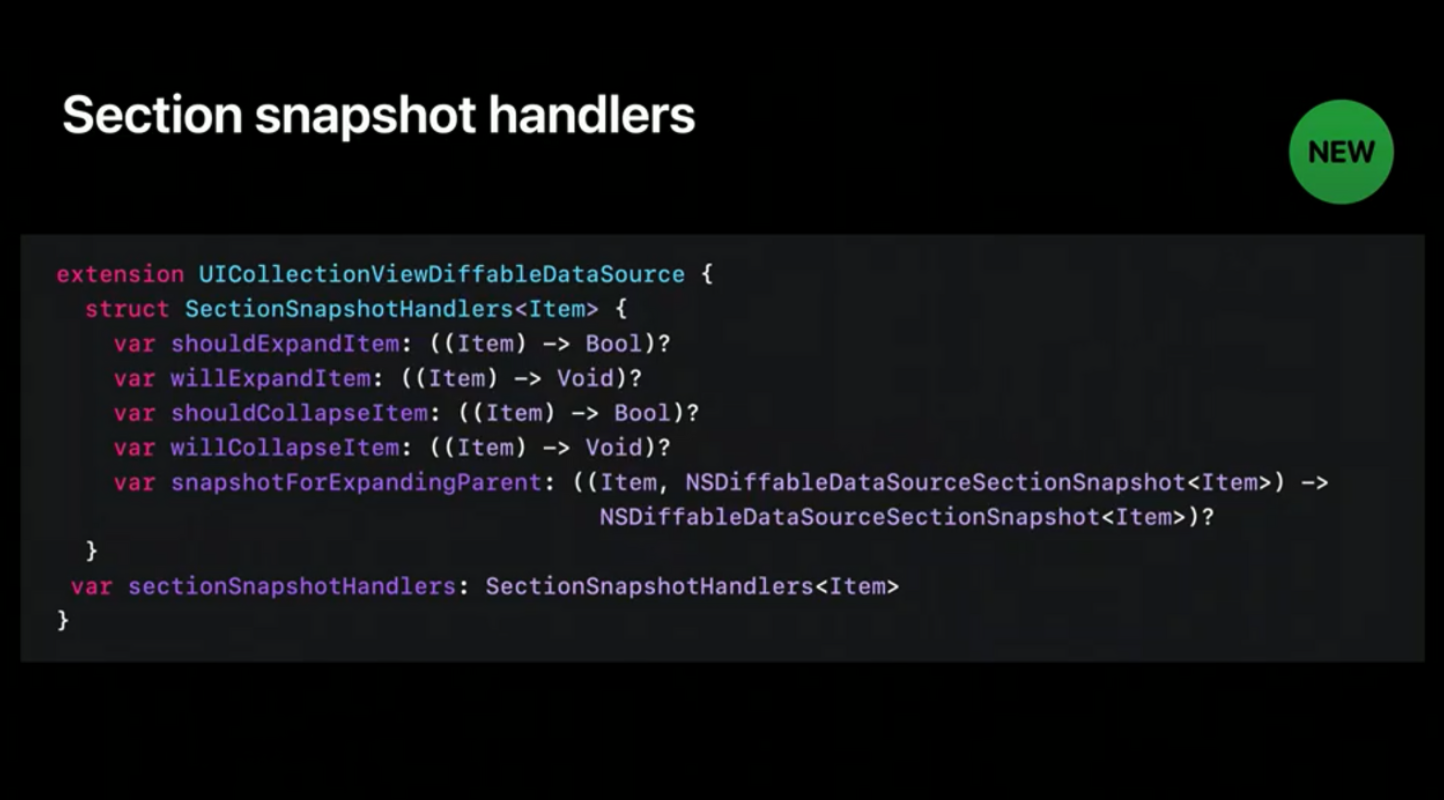 Section snapshot handlers
NEW
extension UICollectionViewDiffableDataSource {
  struct SectionSnapshotHandlers<Item> {
    var shouldExpandItem: ((Item) -> Bool)?
    var willExpandItem: ((Item) -> Void)?
    var shouldCollapseItem: ((Item) -> Bool)?
    var willCollapseItem: ((Item) -> Void)?
    var snapshotForExpandingParent: ((Item, NSDiffableDataSourceSectionSnapshot<Item>) ->
                                      NSDiffableDataSourceSectionSnapshot<Item>)?
  }
 var sectionSnapshotHandlers: SectionSnapshotHandlers<Item>
}